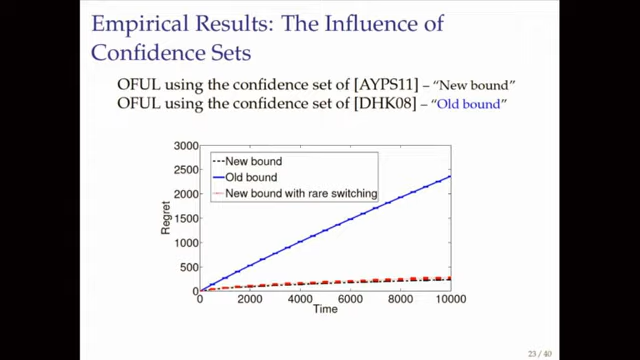 Empirical Results: The Influence of
Confidence Sets
OFUL using the confidence set of [AYPS11] – “New bound”
OFUL using the confidence set of [DHK08] – “Old bound”
3000
2500
2000
1500
1000
500
0
Regret
New bound
Old bound
New bound with rare switching
0 2000 4000 6000 8000 10000
Time
23 / 40